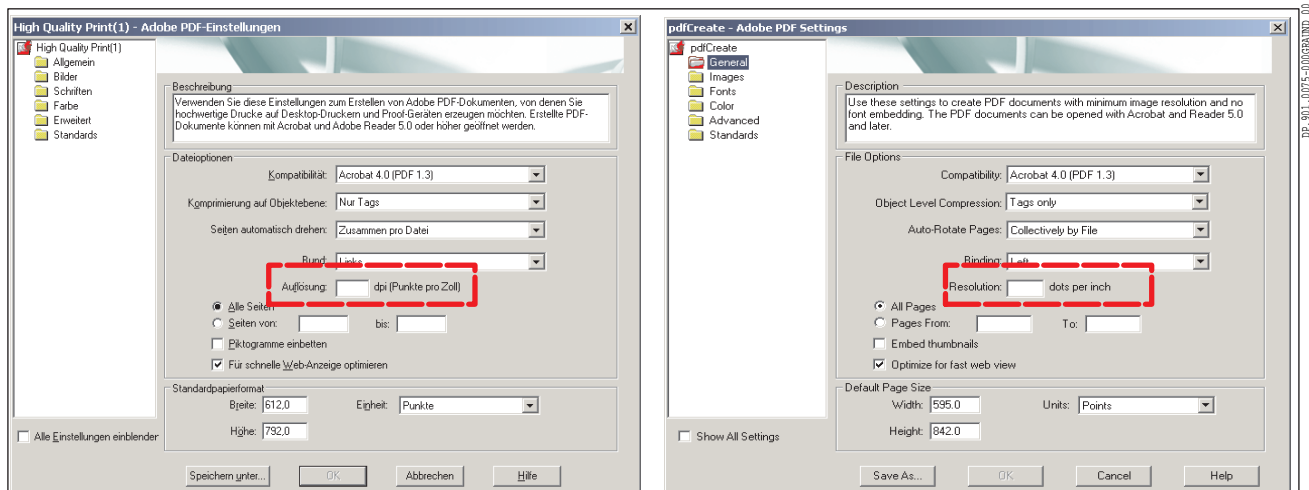 High Quality Print(1) - Adobe PDF-Einstellungen
High Quality Print(1)
Allgemein
Bilder
Schriften
Farbe
Erweitert
Standards
Beschreibung
Verwenden Sie diese Einstellungen zum Erstellen von Adobe PDF-Dokumenten, von denen Sie
hochwertige Drucke auf Desktop-Druckern und Proof-Geräten erzeugen möchten. Erstellte PDF-
Dokumente können mit Acrobat und Adobe Reader 5.0 oder höher geöffnet werden.
Dateioptionen
Kompatibilität: Acrobat 4.0 (PDF 1.3)
Komprimierung auf Objektebene: Nur Tags
Seiten automatisch drehen: Zusammen pro Datei
Bund: Links
Auflösung: dpi (Punkte pro Zoll)
Alle Seiten
Seiten von: bis:
Piktogramme einbetten
Für schnelle Web-Anzeige optimieren
Standardpapierformat
Breite: 612,0 Einheit: Punkte
Höhe: 792,0
Alle Einstellungen einblender
Speichern unter... OK Abbrechen Hilfe
pdfCreate - Adobe PDF Settings
pdfCreate
General
Images
Fonts
Color
Advanced
Standards
Description
Use these settings to create PDF documents with minimum image resolution and no
font embedding. The PDF documents can be opened with Acrobat and Reader 5.0
and later.
File Options
Compatibility: Acrobat 4.0 (PDF 1.3)
Object Level Compression: Tags only
Auto-Rotate Pages: Collectively by File
Binding: Left
Resolution: dots per inch
All Pages
Pages From: To:
Embed thumbnails
Optimize for fast web view
Default Page Size
Width: 595.0 Units: Points
Height: 842.0
Show All Settings
Save As... OK Cancel Help